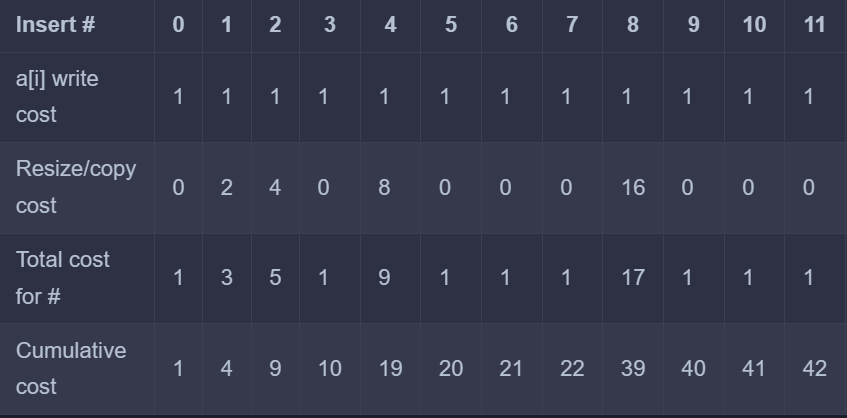 Insert # 0 1 2 3 4 5 6 7 8 9 10 11
a[i] write
cost 1 1 1 1 1 1 1 1 1 1 1 1
Resize/copy
cost 0 2 4 0 8 0 0 0 16 0 0 0
Total cost
for # 1 3 5 1 9 1 1 1 17 1 1 1
Cumulative
cost 1 4 9 10 19 20 21 22 39 40 41 42